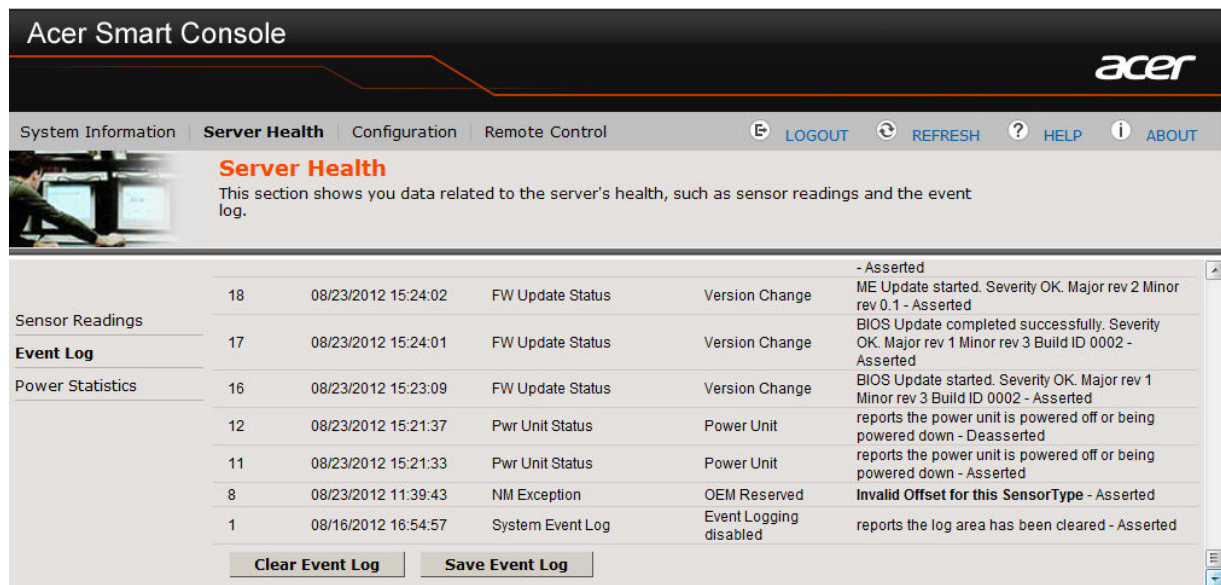 Acer Smart Console
acer
System Information Server Health Configuration Remote Control LOGOUT REFRESH ? HELP i ABOUT
Server Health
This section shows you data related to the server's health, such as sensor readings and the event
log.
Sensor Readings
Event Log
Power Statistics
- Asserted
18 08/23/2012 15:24:02 FW Update Status Version Change ME Update started. Severity OK. Major rev 2 Minor
rev 0.1 - Asserted
17 08/23/2012 15:24:01 FW Update Status Version Change BIOS Update completed successfully. Severity
OK. Major rev 1 Minor rev 3 Build ID 0002 -
Asserted
16 08/23/2012 15:23:09 FW Update Status Version Change BIOS Update started. Severity OK. Major rev 1
Minor rev 3 Build ID 0002 - Asserted
12 08/23/2012 15:21:37 Pwr Unit Status Power Unit reports the power unit is powered off or being
powered down - Deasserted
11 08/23/2012 15:21:33 Pwr Unit Status Power Unit reports the power unit is powered off or being
powered down - Asserted
8 08/23/2012 11:39:43 NM Exception OEM Reserved Invalid Offset for this SensorType - Asserted
1 08/16/2012 16:54:57 System Event Log Event Logging
disabled reports the log area has been cleared - Asserted
Clear Event Log Save Event Log